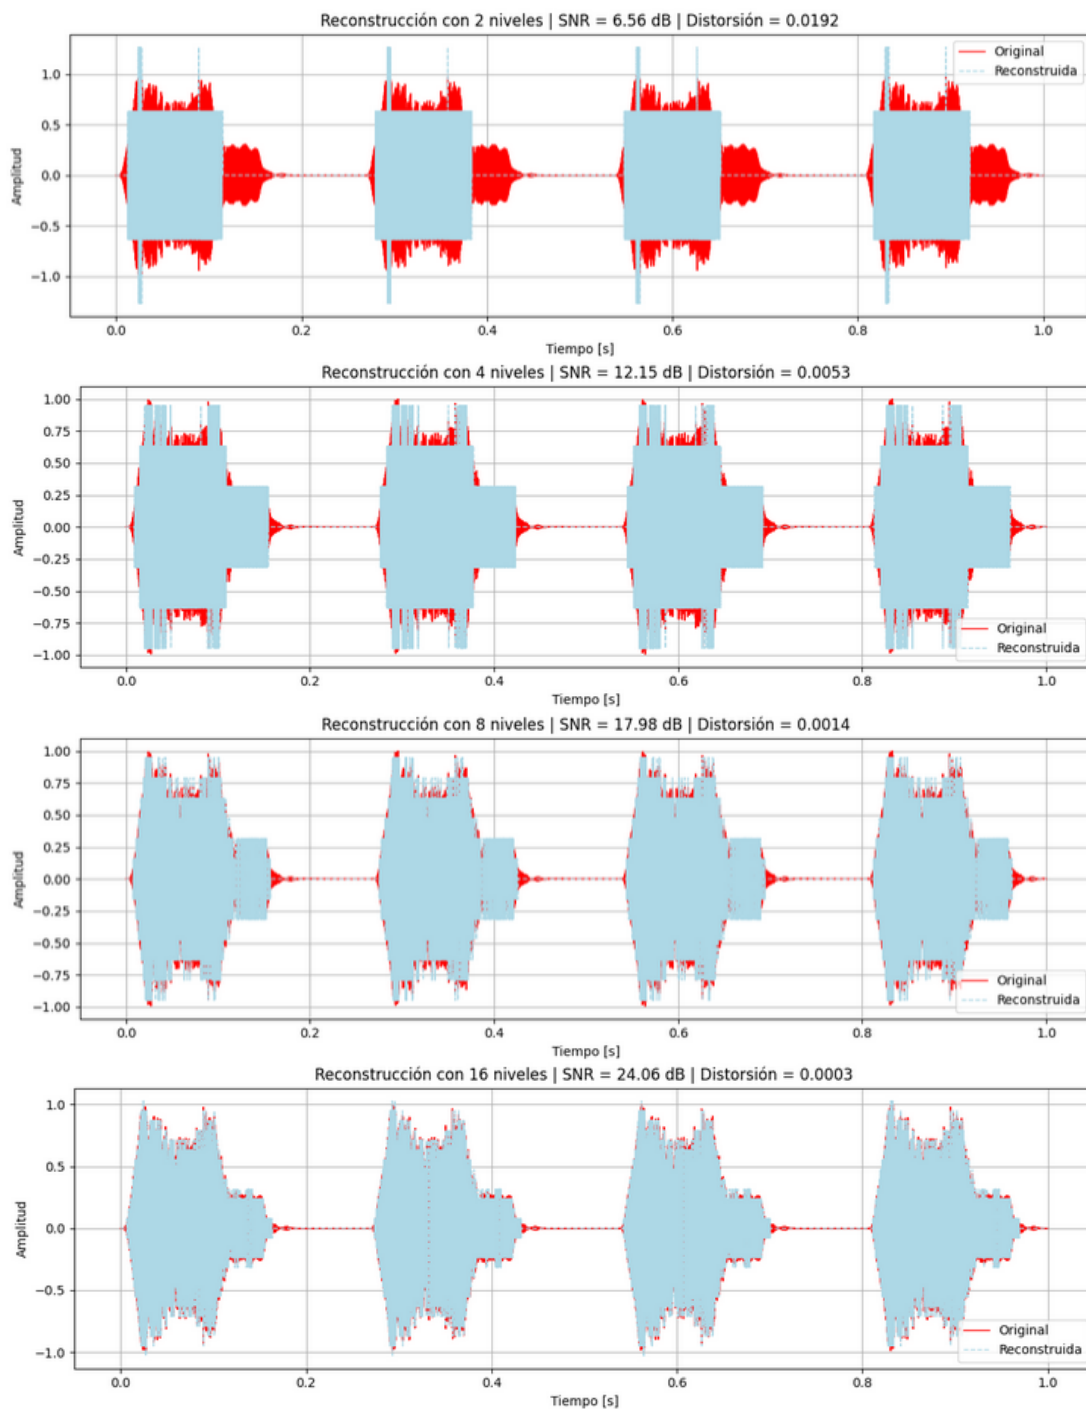 Reconstrucción con 2 niveles | SNR = 6.56 dB | Distorsión = 0.0192
Original
Reconstruida
1.0
0.5
0.0
−0.5
−1.0
Amplitud
0.0 0.2 0.4 0.6 0.8 1.0
Tiempo [s]
Reconstrucción con 4 niveles | SNR = 12.15 dB | Distorsión = 0.0053
1.00
0.75
0.50
0.25
0.00
−0.25
−0.50
−0.75
−1.00
Amplitud
Original
Reconstruida
0.0 0.2 0.4 0.6 0.8 1.0
Tiempo [s]
Reconstrucción con 8 niveles | SNR = 17.98 dB | Distorsión = 0.0014
1.00
0.75
0.50
0.25
0.00
−0.25
−0.50
−0.75
−1.00
Amplitud
Original
Reconstruida
0.0 0.2 0.4 0.6 0.8 1.0
Tiempo [s]
Reconstrucción con 16 niveles | SNR = 24.06 dB | Distorsión = 0.0003
1.0
0.5
0.0
−0.5
−1.0
Amplitud
Original
Reconstruida
0.0 0.2 0.4 0.6 0.8 1.0
Tiempo [s]